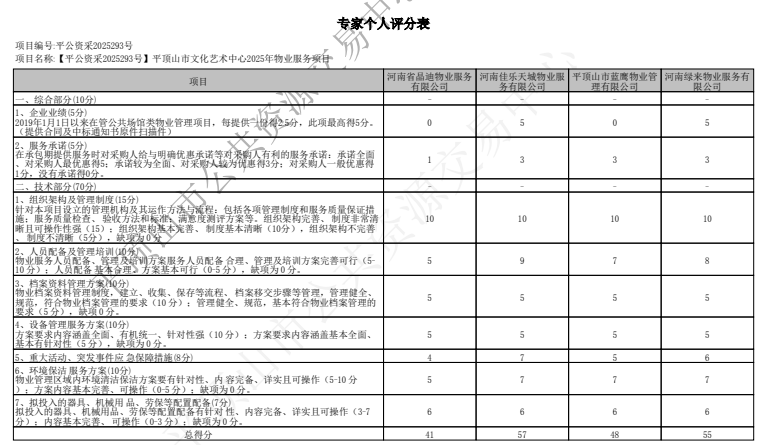 专家个人评分表
项目编号:平公资采2025293号
项目名称:【平公资采2025293号】平顶山市文化艺术中心2025年物业服务项目
项目 河南省晶迪物业服务有限公司 河南佳乐天城物业服务有限公司 平顶山市蓝鹰物业管理有限公司 河南绿来物业服务有限公司
一、综合部分(10分) - - - -
1、企业业绩(5分)
2019年1月1日以来在管公共场馆类物业管理项目，每提供一份得2.5分，此项最高得5分。
（提供合同及中标通知书原件扫描件） 0 5 0 5
2、服务承诺(5分)
在承包期提供服务时对采购人给与明确优惠承诺等对采购人有利的服务承诺：承诺全面
、对采购人最优惠得5；承诺较为全面、对采购人较为优惠得3分；对采购人一般优惠得
1分，没有承诺得0分。 1 3 3 3
二、技术部分(70分) - - - -
1、组织架构及管理制度(15分)
针对本项目设立的管理机构及其运作方法与流程；包括各项管理制度和服务质量保证措
施；服务质量检查、验收方法和标准；满意度测评方案等。组织架构完善、制度非常清
晰且可操作性强（15）；组织架构基本完善、制度基本清晰（10分），组织架构不完善
、制度不清晰（5分），缺项为0分 10 10 10 10
2、人员配备及管理培训(10分)
物业服务人员配备、管理及培训方案服务人员配备 合理、管理及培训方案完善可行（5-
10分）；人员配备 基本合理，方案基本可行（0-5分），缺项为0分。 5 9 7 8
3、档案资料管理方案(10分)
物业档案资料管理制度，建立、收集、保存等流程、档案移交步骤等管理，管理健全、
规范，符合物业档案管理的要求（10分）；管理健全、规范，基本符合物业档案管理的
要求（5分），缺项为0分。 5 5 5 5
4、设备管理服务方案(10分)
方案要求内容涵盖全面、有机统一、针对性强（10分）；方案要求内容涵盖基本全面、
基本有针对性（5分），缺项为0分。 5 5 5 5
5、重大活动、突发事件应 急保障措施(8分) 4 7 5 6
6、环境保洁 服务方案(10分)
物业管理区域内环境清洁保洁方案要有针对性、内 容完备、详实且可操作（5-10分
）；方案内容基本完善、可操作（0-5分）；缺项为0分。 5 7 7 7
7、拟投入的器具、机械用 品、劳保等配置配备(7分)
拟投入的器具、机械用品、劳保等配置配备有针对 性、内容完备、详实且可操作（3-7
分）；内容基本完善、可操作（0-3分）；缺项为0分。 6 6 6 6
总得分 41 57 48 55